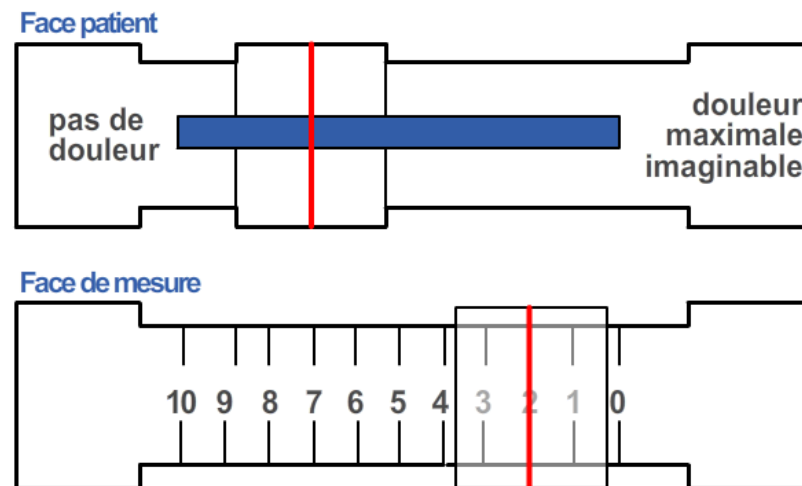 Face patient
pas de
douleur
douleur
maximale
imaginable
Face de mesure
10 9 8 7 6 5 4 3 2 1 0